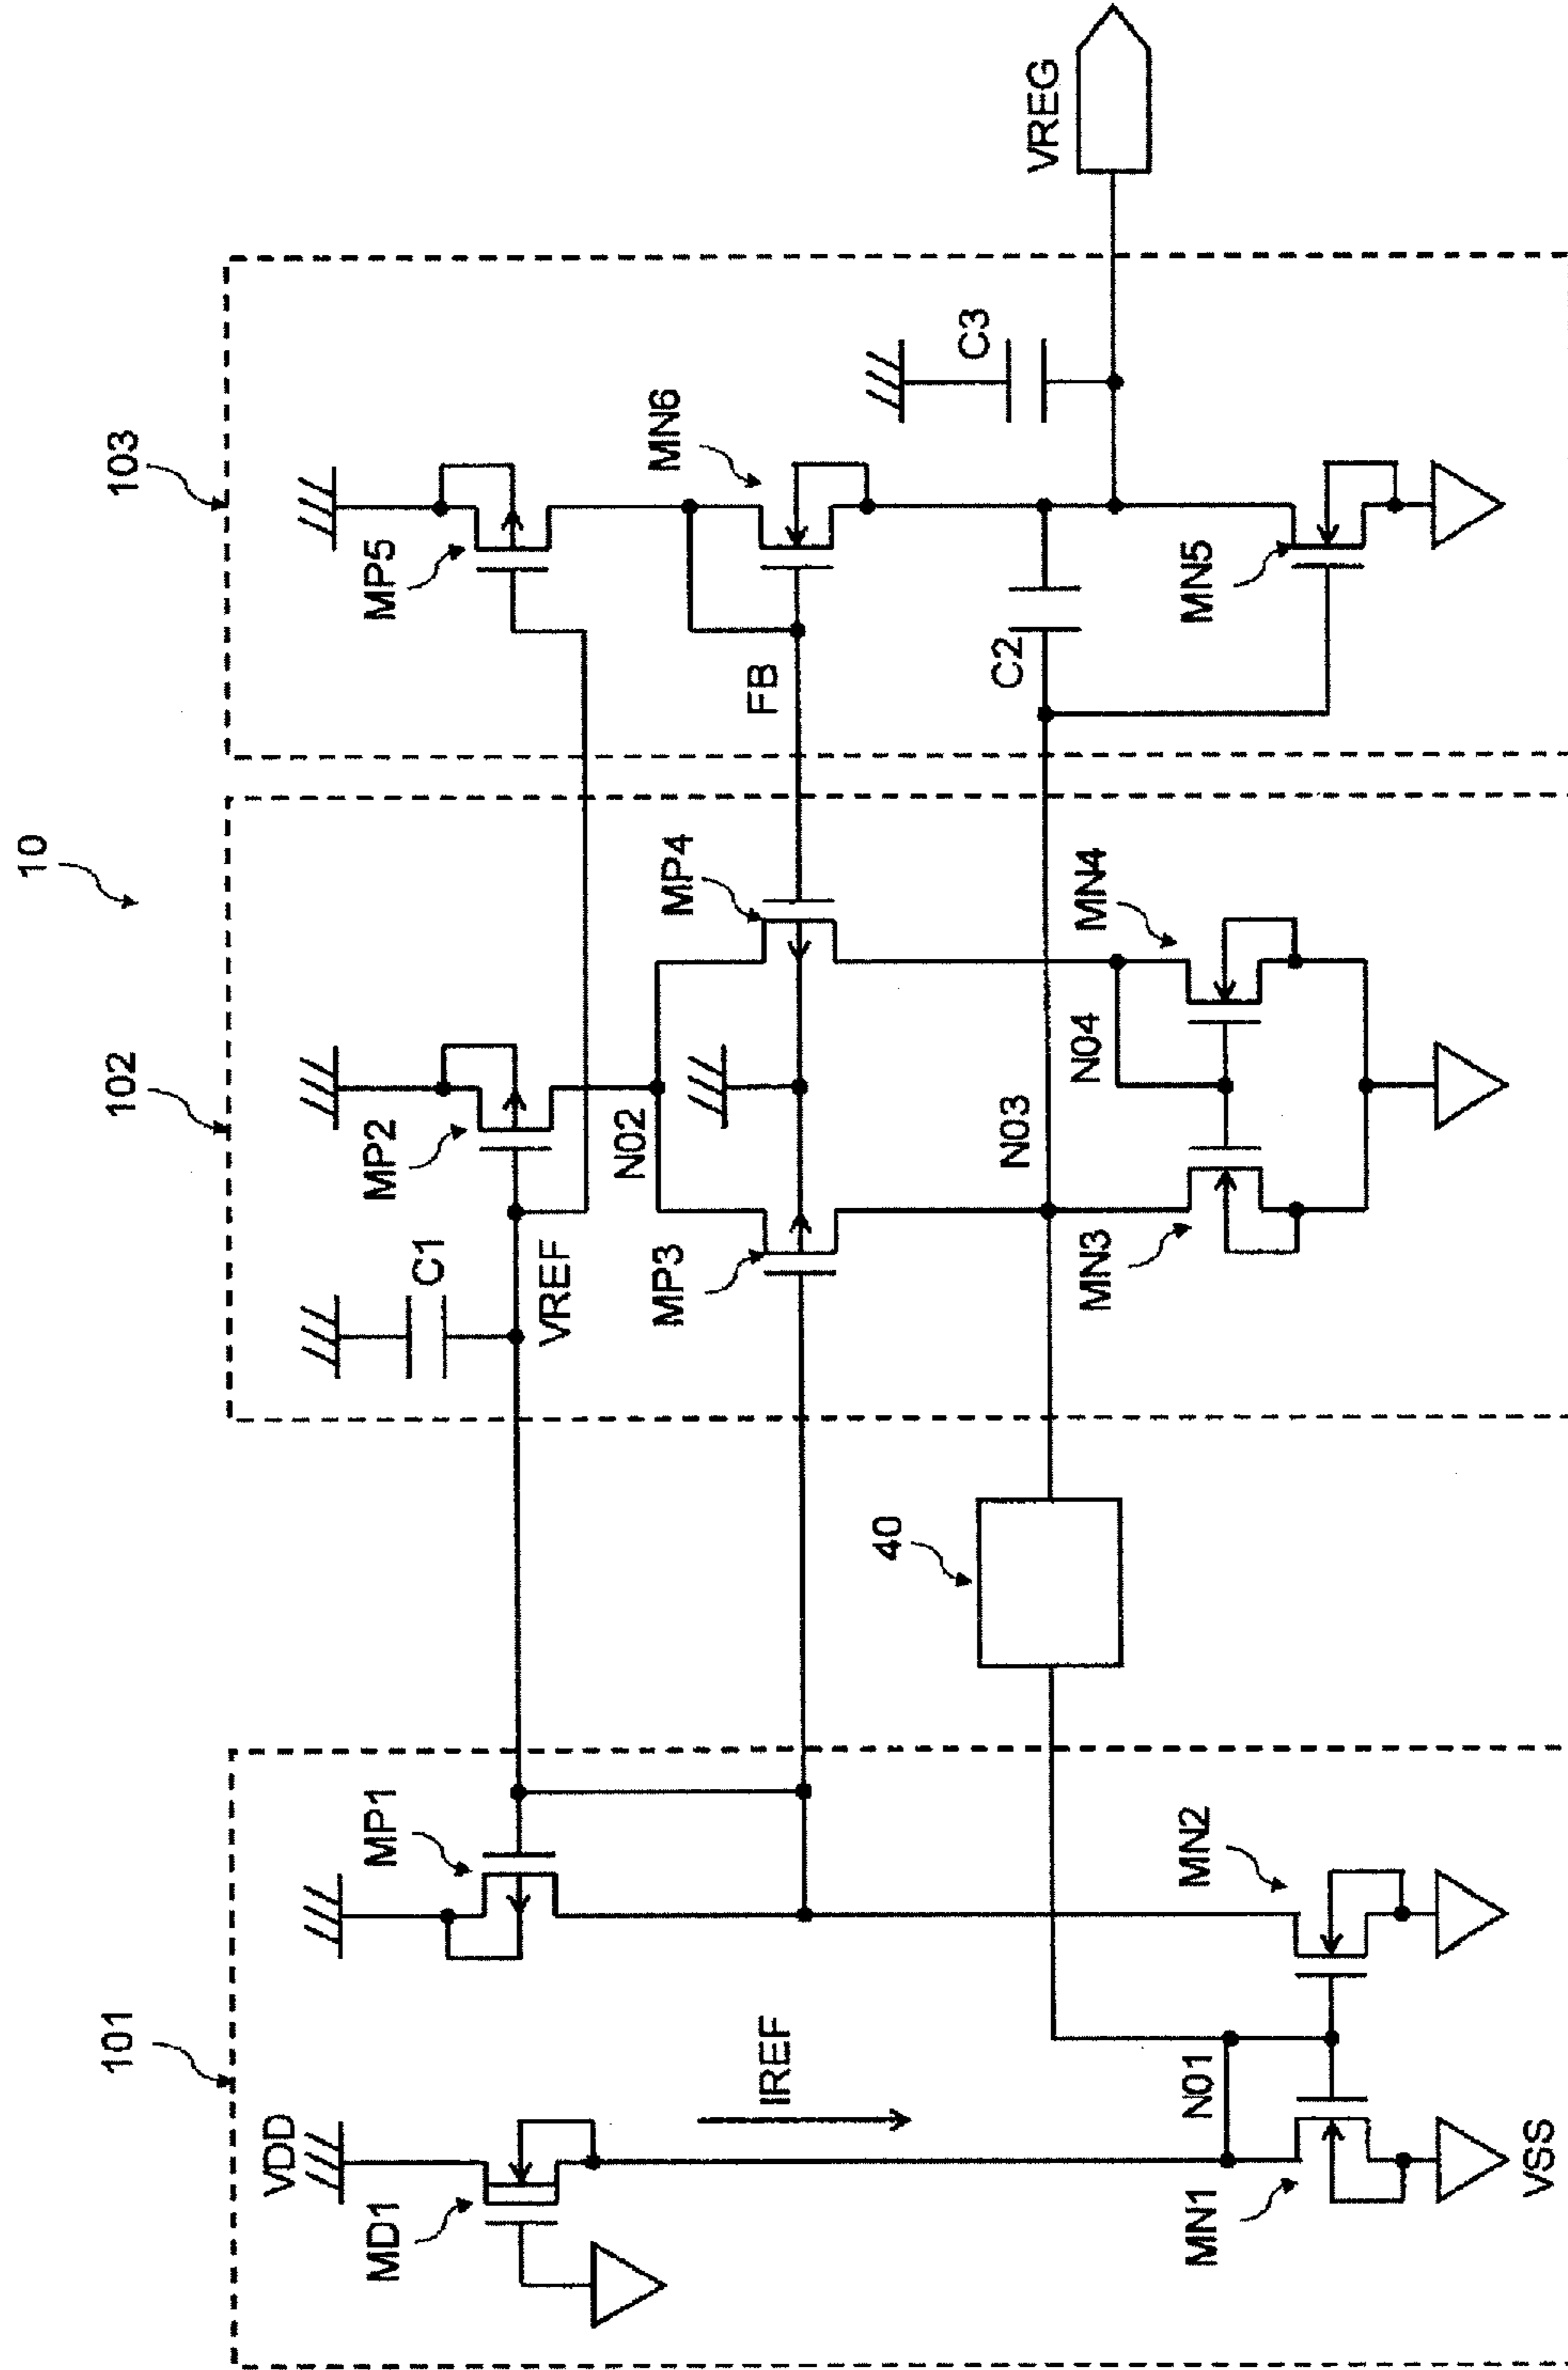 10
101
102
103
VDD
MD1
IREF
N01
MN1
VSS
MP1
MN2
40
C1
VREF
MP2
N02
MP3
MP4
N03
N04
MN3
MN4
MP5
MN6
FB
C2
C3
MN5
VREG